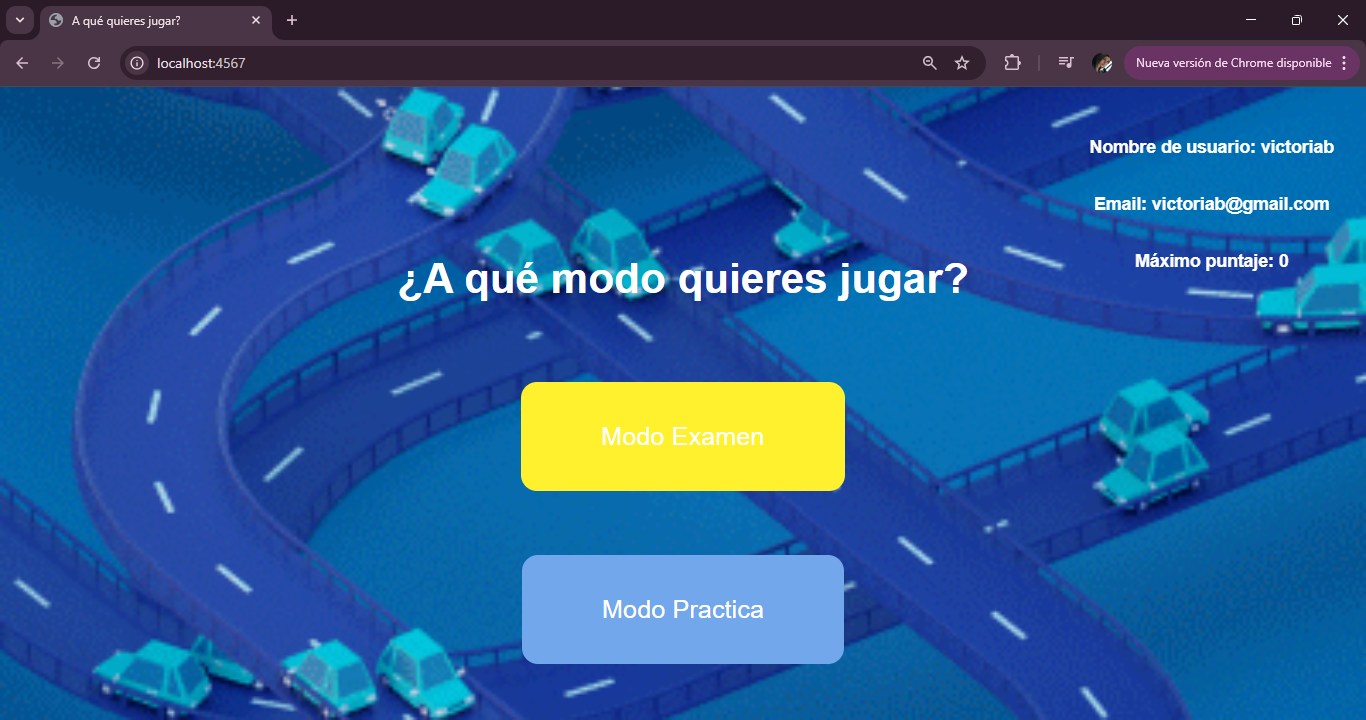 A qué quieres jugar?
localhost:4567
Nueva versión de Chrome disponible
Nombre de usuario: victoriab
Email: victoriab@gmail.com
Máximo puntaje: 0
¿A qué modo quieres jugar?
Modo Examen
Modo Practica